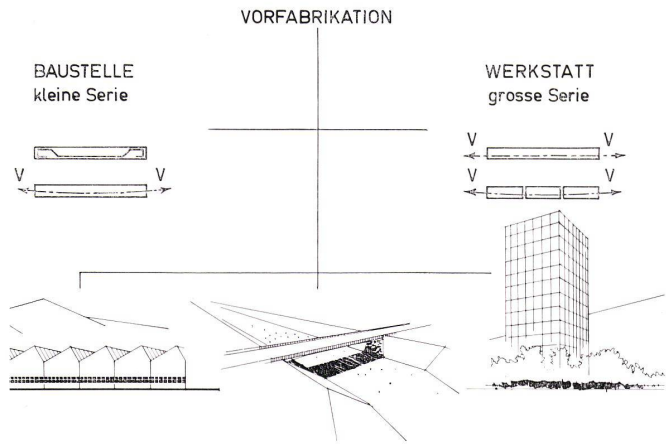 VORFABRIKATION
BAUSTELLE
kleine Serie
WERKSTATT
grosse Serie
V V
V V
V V